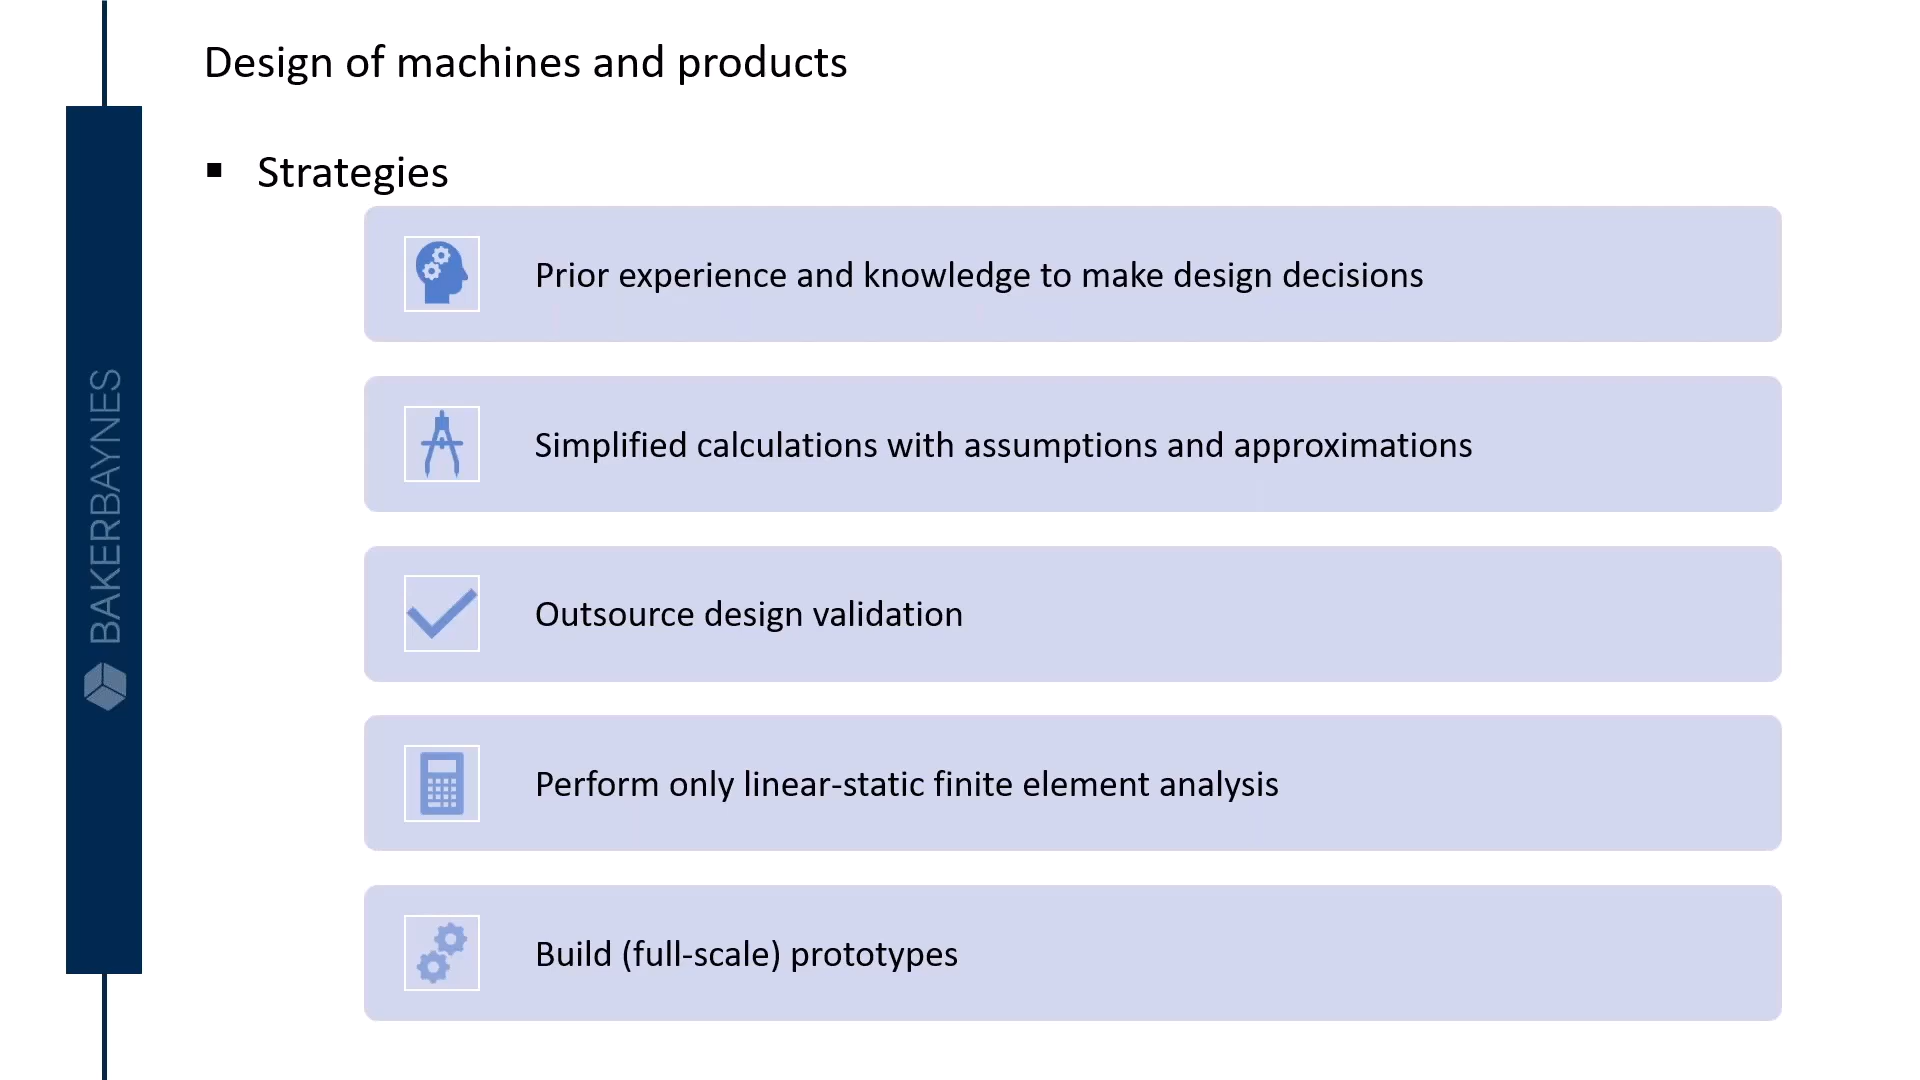 Design of machines and products
Strategies
Prior experience and knowledge to make design decisions
Simplified calculations with assumptions and approximations
Outsource design validation
Perform only linear-static finite element analysis
Build (full-scale) prototypes
BAKERBAYNES